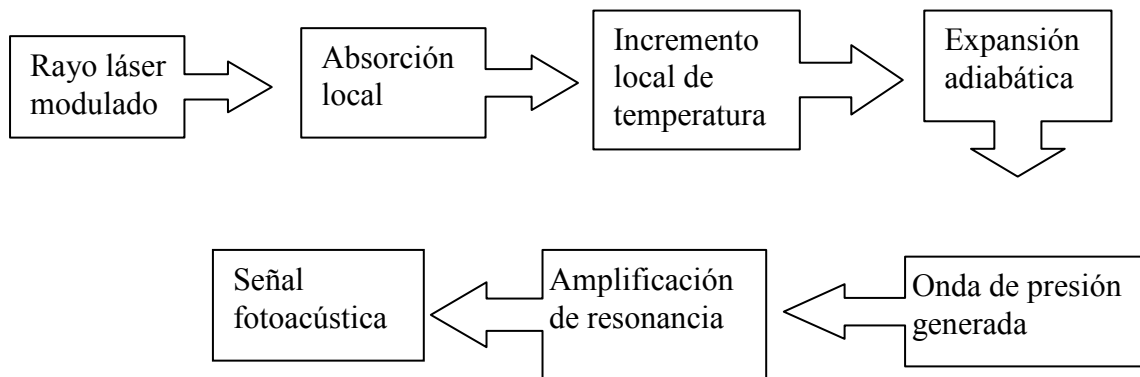 Rayo láser
modulado
Absorción
local
Incremento
local de
temperatura
Expansión
adiabática
Onda de presión
generada
Amplificación
de resonancia
Señal
fotoacústica